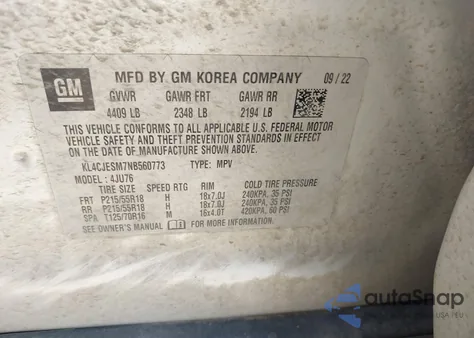 GM
MFD BY GM KOREA COMPANY 09 / 22
GVWR GAWR FRT GAWR RR
4409 LB 2348 LB 2194 LB
THIS VEHICLE CONFORMS TO ALL APPLICABLE U.S. FEDERAL MOTOR
VEHICLE SAFETY AND THEFT PREVENTION STANDARDS IN EFFECT
ON THE DATE OF MANUFACTURE SHOWN ABOVE.
KL4CJESM7NB560773 TYPE: MPV
MODEL: 4JU76
TIRE SIZE SPEED RTG RIM COLD TIRE PRESSURE
FRT P215/55R18 H 18x7.0J 240KPA, 35 PSI
RR P215/55R18 H 18x7.0J 240KPA, 35 PSI
SPA T125/70R16 M 16x4.0T 420KPA, 60 PSI
SEE OWNER'S MANUAL FOR MORE INFORMATION
autoSnap